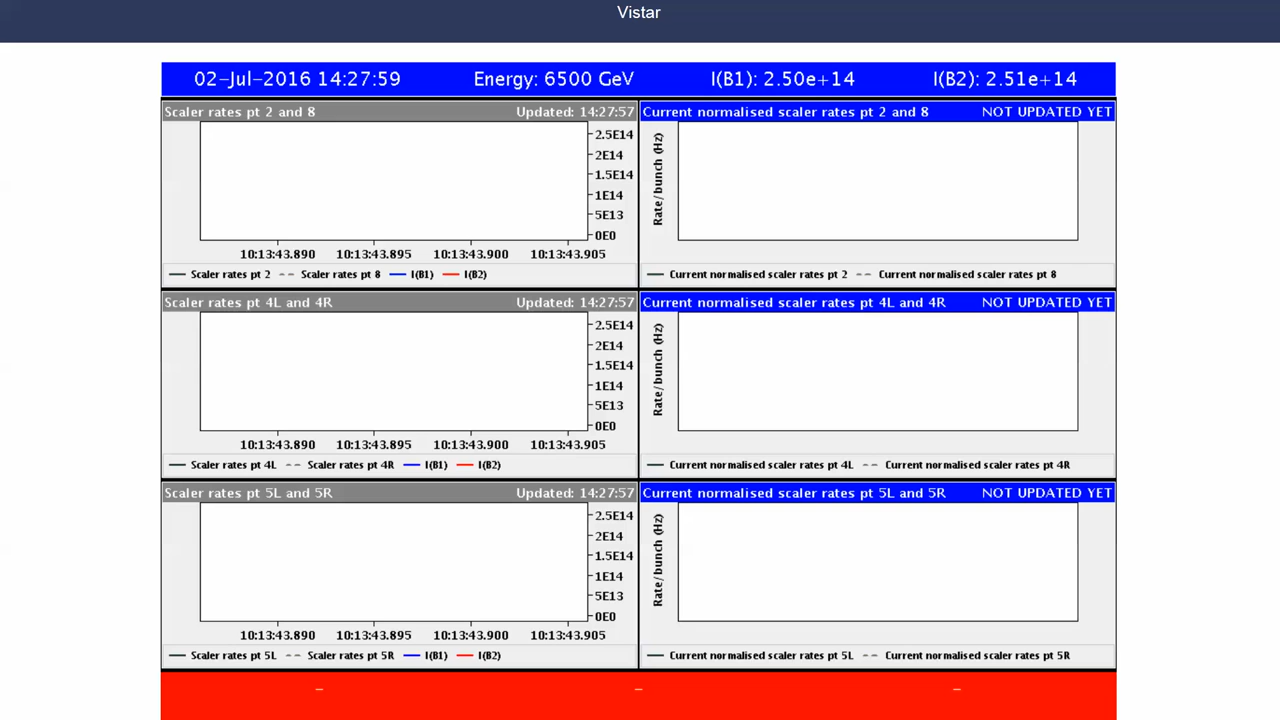 Vistar
02-Jul-2016 14:27:59 Energy: 6500 GeV I(B1): 2.50e+14 I(B2): 2.51e+14
Scaler rates pt 2 and 8 Updated: 14:27:57
2.5E14
2E14
1.5E14
1E14
5E13
0E0
10:13:43.890 10:13:43.895 10:13:43.900 10:13:43.905
Scaler rates pt 2 Scaler rates pt 8 I(B1) I(B2)
Current normalised scaler rates pt 2 and 8 NOT UPDATED YET
Rate/bunch (Hz)
Current normalised scaler rates pt 2 Current normalised scaler rates pt 8
Scaler rates pt 4L and 4R Updated: 14:27:57
2.5E14
2E14
1.5E14
1E14
5E13
0E0
10:13:43.890 10:13:43.895 10:13:43.900 10:13:43.905
Scaler rates pt 4L Scaler rates pt 4R I(B1) I(B2)
Current normalised scaler rates pt 4L and 4R NOT UPDATED YET
Rate/bunch (Hz)
Current normalised scaler rates pt 4L Current normalised scaler rates pt 4R
Scaler rates pt 5L and 5R Updated: 14:27:57
2.5E14
2E14
1.5E14
1E14
5E13
0E0
10:13:43.890 10:13:43.895 10:13:43.900 10:13:43.905
Scaler rates pt 5L Scaler rates pt 5R I(B1) I(B2)
Current normalised scaler rates pt 5L and 5R NOT UPDATED YET
Rate/bunch (Hz)
Current normalised scaler rates pt 5L Current normalised scaler rates pt 5R
– – –